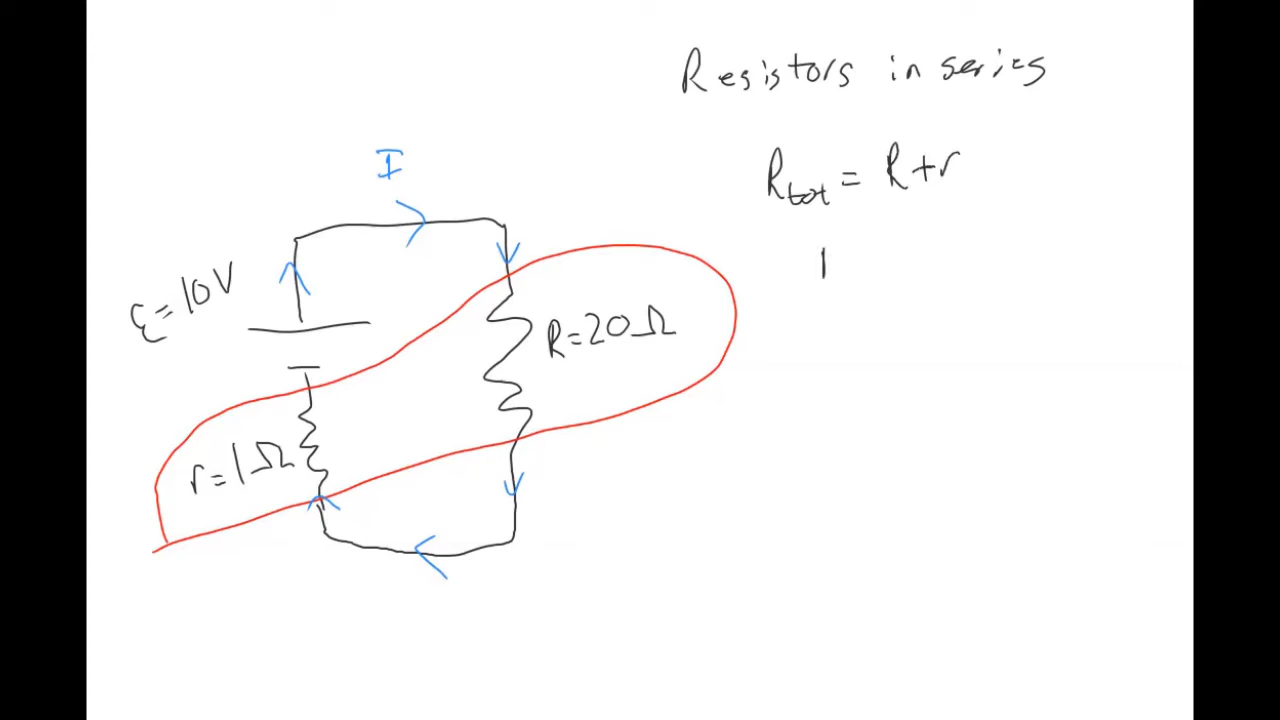 Resistors in series
I
R_tot = R+r
ε=10V
R=20Ω
r=1Ω